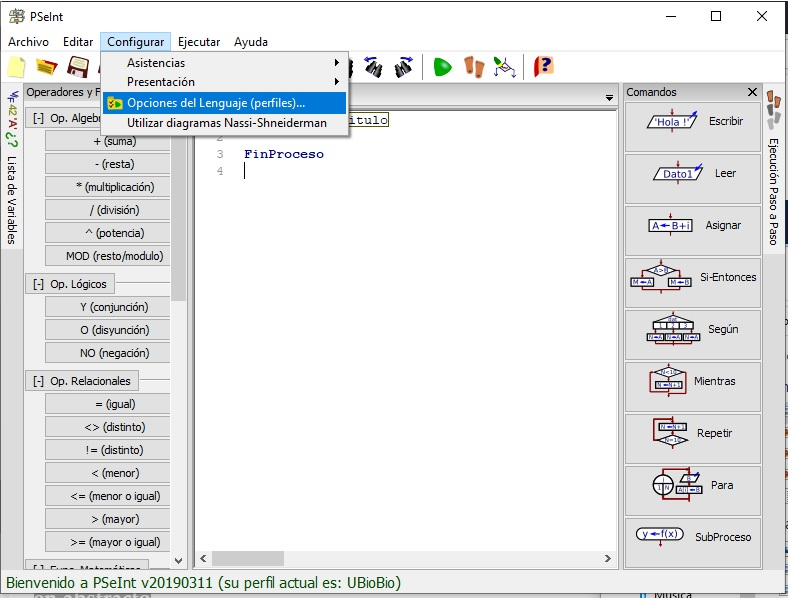 PSeInt
Archivo Editar Configurar Ejecutar Ayuda
Asistencias
Presentación
Opciones del Lenguaje (perfiles)...
Utilizar diagramas Nassi-Shneiderman
Lista de Variables
Operadores y F
[-] Op. Algeb
+ (suma)
- (resta)
* (multiplicación)
/ (división)
^ (potencia)
MOD (resto/modulo)
[-] Op. Lógicos
Y (conjunción)
O (disyunción)
NO (negación)
[-] Op. Relacionales
= (igual)
<> (distinto)
!= (distinto)
< (menor)
<= (menor o igual)
> (mayor)
>= (mayor o igual)
itulo
2
3 FinProceso
4
Comandos
'Hola !' Escribir
Dato1 Leer
A←B+i Asignar
A>B M←A M←B Si-Entonces
Según
Mientras
Repetir
Para
y←f(x) SubProceso
Ejecución Paso a Paso
Bienvenido a PSeInt v20190311 (su perfil actual es: UBioBio)
en abstracto
Música